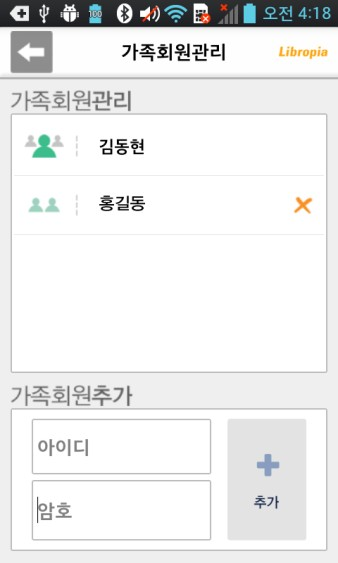 100 오전 4:18
가족회원관리 Libropia
가족회원관리
김동현
홍길동
가족회원추가
아이디
암호
추가